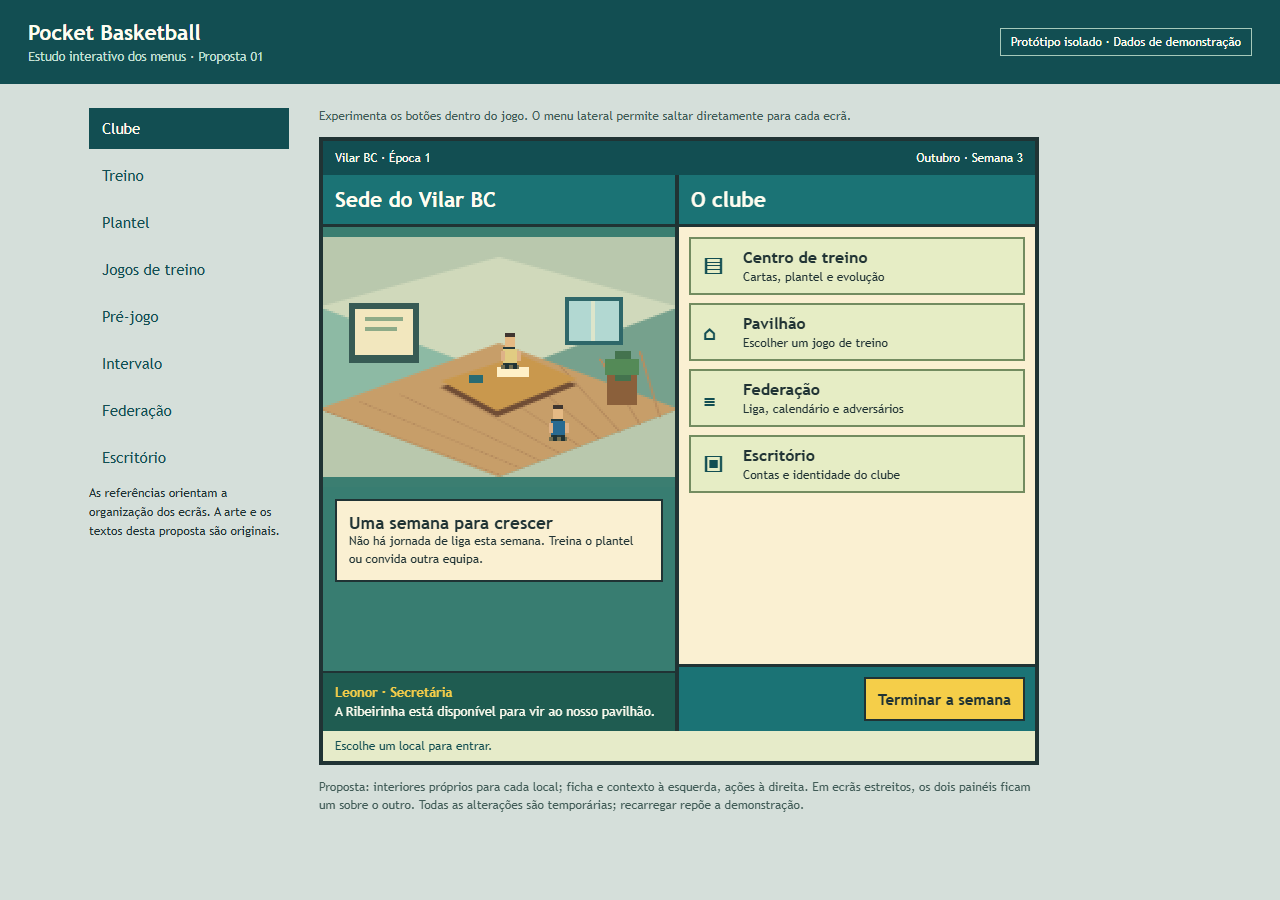 Pocket Basketball
Estudo interativo dos menus · Proposta 01
Protótipo isolado · Dados de demonstração
Clube
Treino
Plantel
Jogos de treino
Pré-jogo
Intervalo
Federação
Escritório
As referências orientam a
organização dos ecrãs. A arte e os
textos desta proposta são originais.
Experimenta os botões dentro do jogo. O menu lateral permite saltar diretamente para cada ecrã.
Vilar BC · Época 1
Outubro · Semana 3
Sede do Vilar BC
Uma semana para crescer
Não há jornada de liga esta semana. Treina o plantel
ou convida outra equipa.
Leonor · Secretária
A Ribeirinha está disponível para vir ao nosso pavilhão.
O clube
Centro de treino
Cartas, plantel e evolução
Pavilhão
Escolher um jogo de treino
Federação
Liga, calendário e adversários
Escritório
Contas e identidade do clube
Terminar a semana
Escolhe um local para entrar.
Proposta: interiores próprios para cada local; ficha e contexto à esquerda, ações à direita. Em ecrãs estreitos, os dois painéis ficam
um sobre o outro. Todas as alterações são temporárias; recarregar repõe a demonstração.